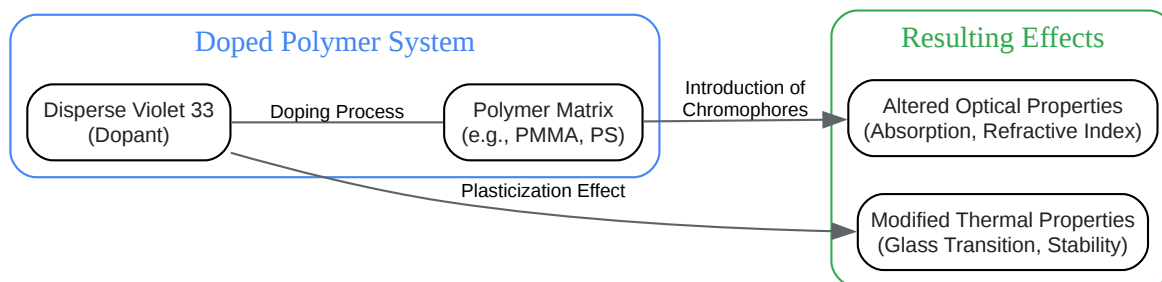 Doped Polymer System
Resulting Effects
Disperse Violet 33
(Dopant)
Doping Process
Polymer Matrix
(e.g., PMMA, PS)
Introduction of
Chromophores
Altered Optical Properties
(Absorption, Refractive Index)
Plasticization Effect
Modified Thermal Properties
(Glass Transition, Stability)